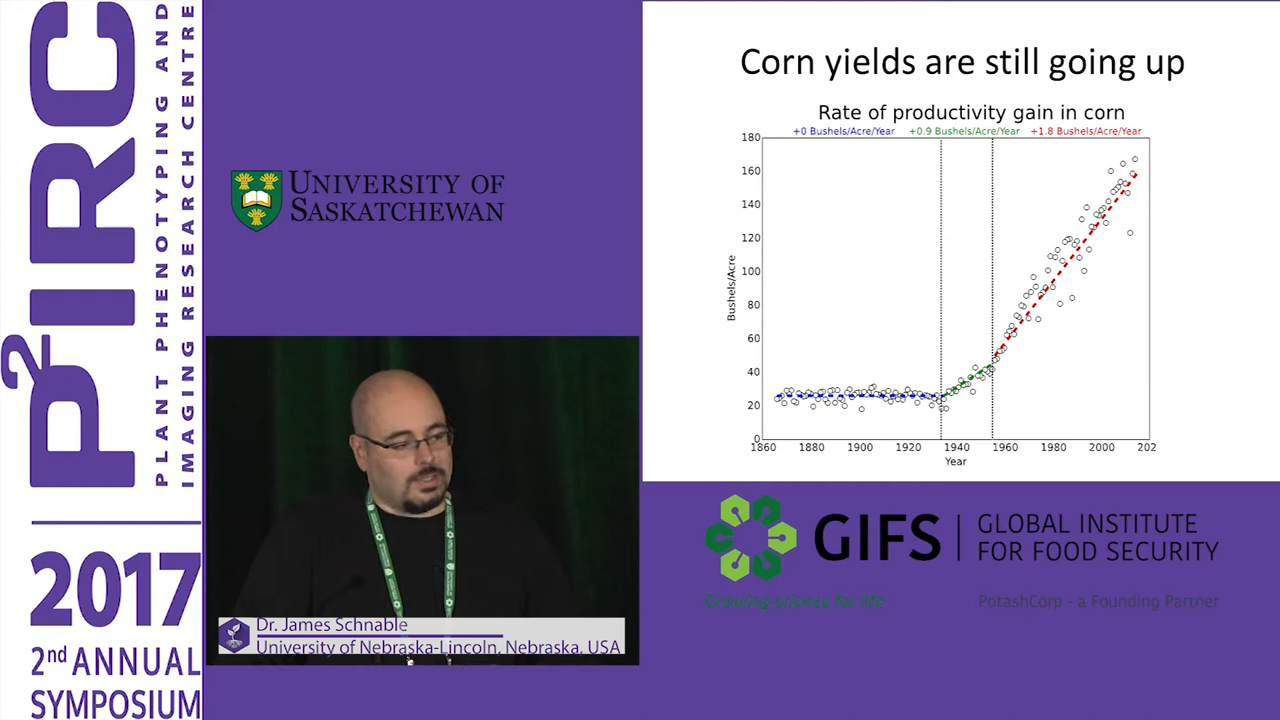 P²IRC
PLANT PHENOTYPING AND
IMAGING RESEARCH CENTRE
2017
2nd ANNUAL
SYMPOSIUM
UNIVERSITY OF
SASKATCHEWAN
Dr. James Schnable
University of Nebraska-Lincoln, Nebraska, USA
Corn yields are still going up
Rate of productivity gain in corn
+0 Bushels/Acre/Year +0.9 Bushels/Acre/Year +1.8 Bushels/Acre/Year
180
160
140
120
100
80
60
40
20
0
Bushels/Acre
1860 1880 1900 1920 1940 1960 1980 2000 202
Year
GIFS
GLOBAL INSTITUTE
FOR FOOD SECURITY
Growing science for life
PotashCorp - a Founding Partner